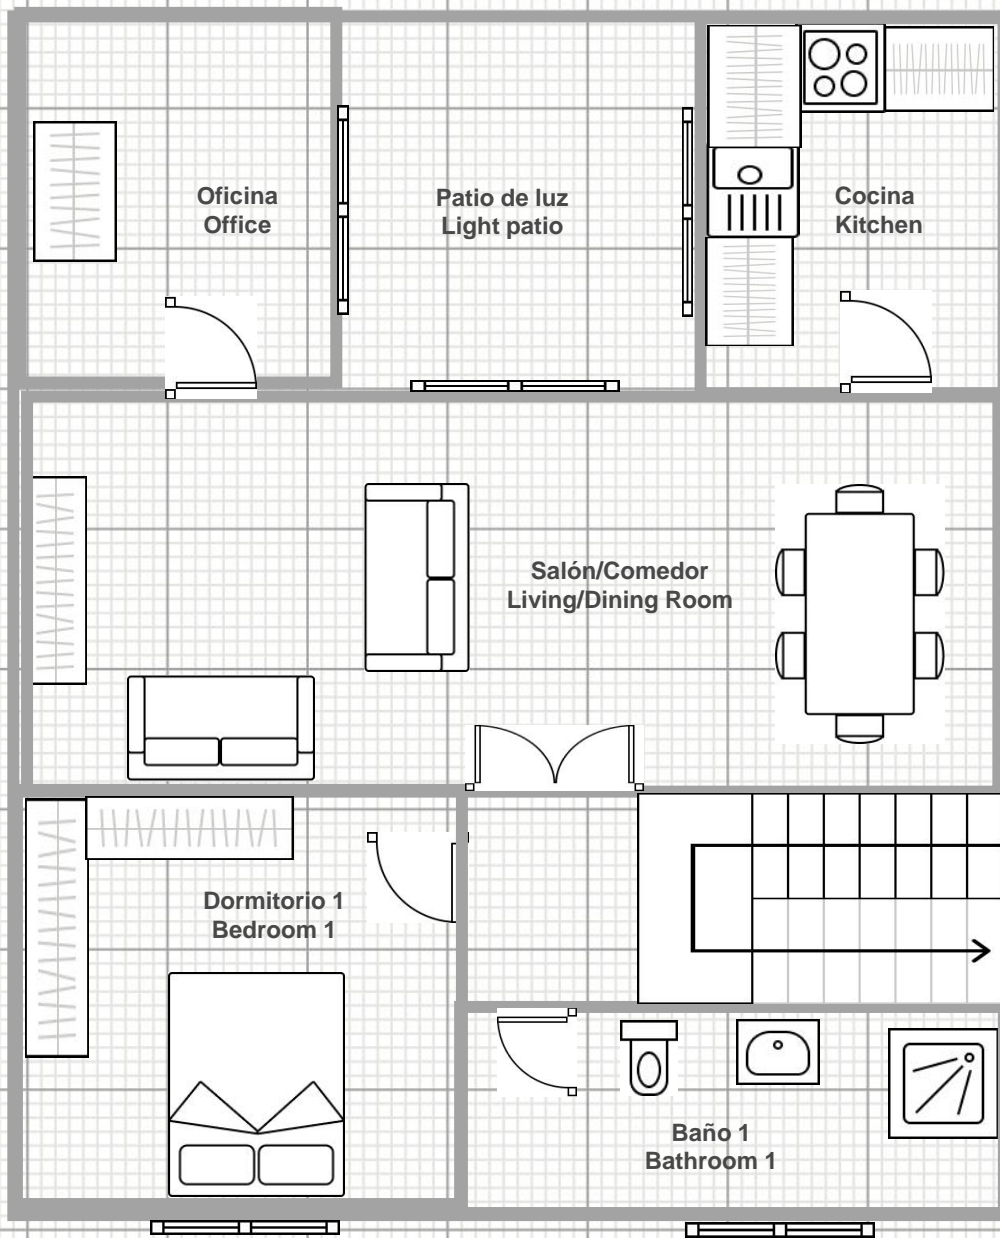 Oficina
Office
Patio de luz
Light patio
Cocina
Kitchen
Salón/Comedor
Living/Dining Room
Dormitorio 1
Bedroom 1
Baño 1
Bathroom 1